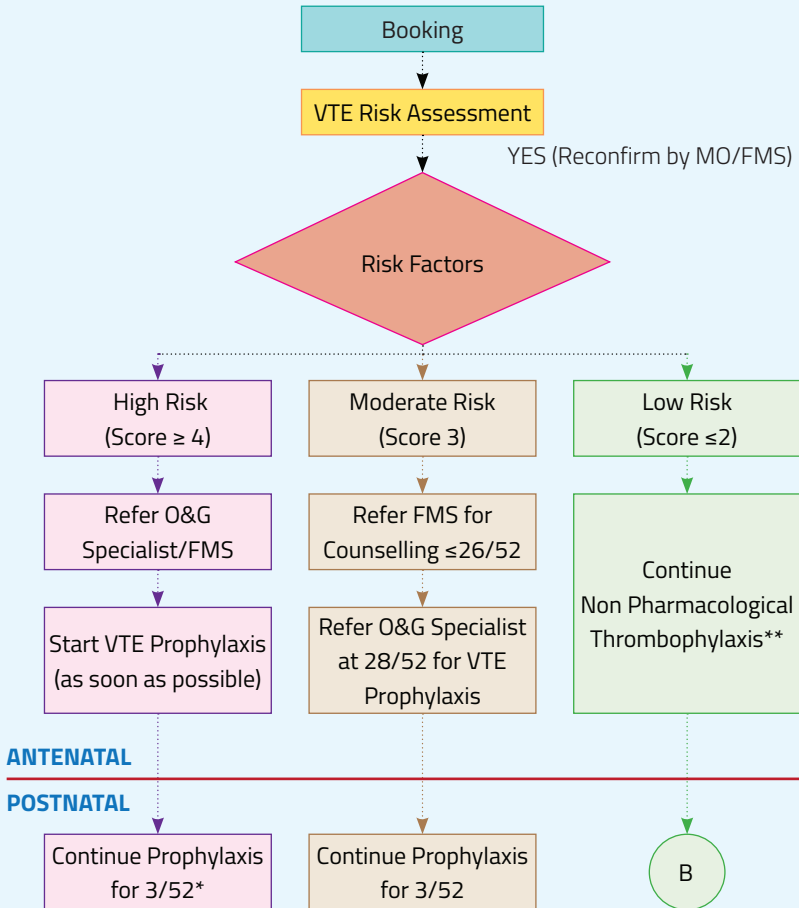 Booking
VTE Risk Assessment
YES (Reconfirm by MO/FMS)
Risk Factors
High Risk
(Score ≥ 4)
Moderate Risk
(Score 3)
Low Risk
(Score ≤2)
Refer O&G
Specialist/FMS
Refer FMS for
Counselling ≤26/52
Continue
Non Pharmacological
Thrombophylaxis**
Start VTE Prophylaxis
(as soon as possible)
Refer O&G Specialist
at 28/52 for VTE
Prophylaxis
ANTENATAL
POSTNATAL
Continue Prophylaxis
for 3/52*
Continue Prophylaxis
for 3/52
B